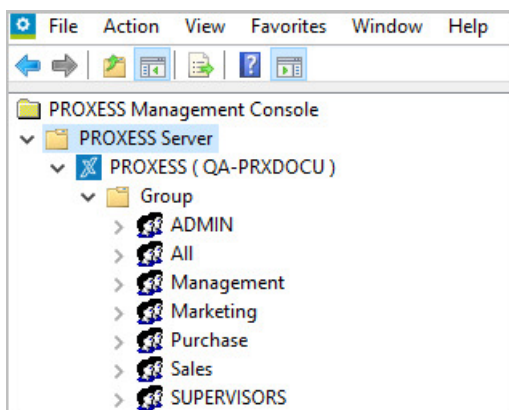 File Action View Favorites Window Help
PROXESS Management Console
PROXESS Server
PROXESS ( QA-PRXDOCU )
Group
ADMIN
All
Management
Marketing
Purchase
Sales
SUPERVISORS